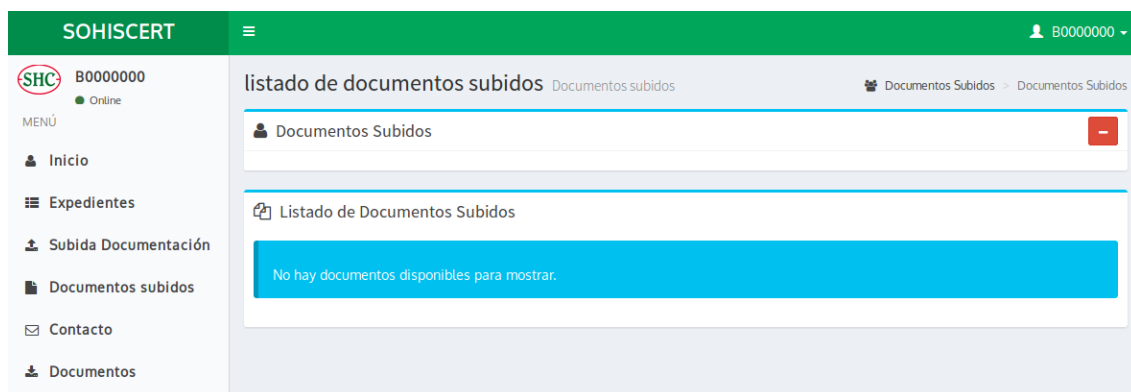 SOHISCERT
B0000000
SHC
B0000000
Online
MENÚ
Inicio
Expedientes
Subida Documentación
Documentos subidos
Contacto
Documentos
listado de documentos subidos Documentos subidos
Documentos Subidos > Documentos Subidos
Documentos Subidos
Listado de Documentos Subidos
No hay documentos disponibles para mostrar.